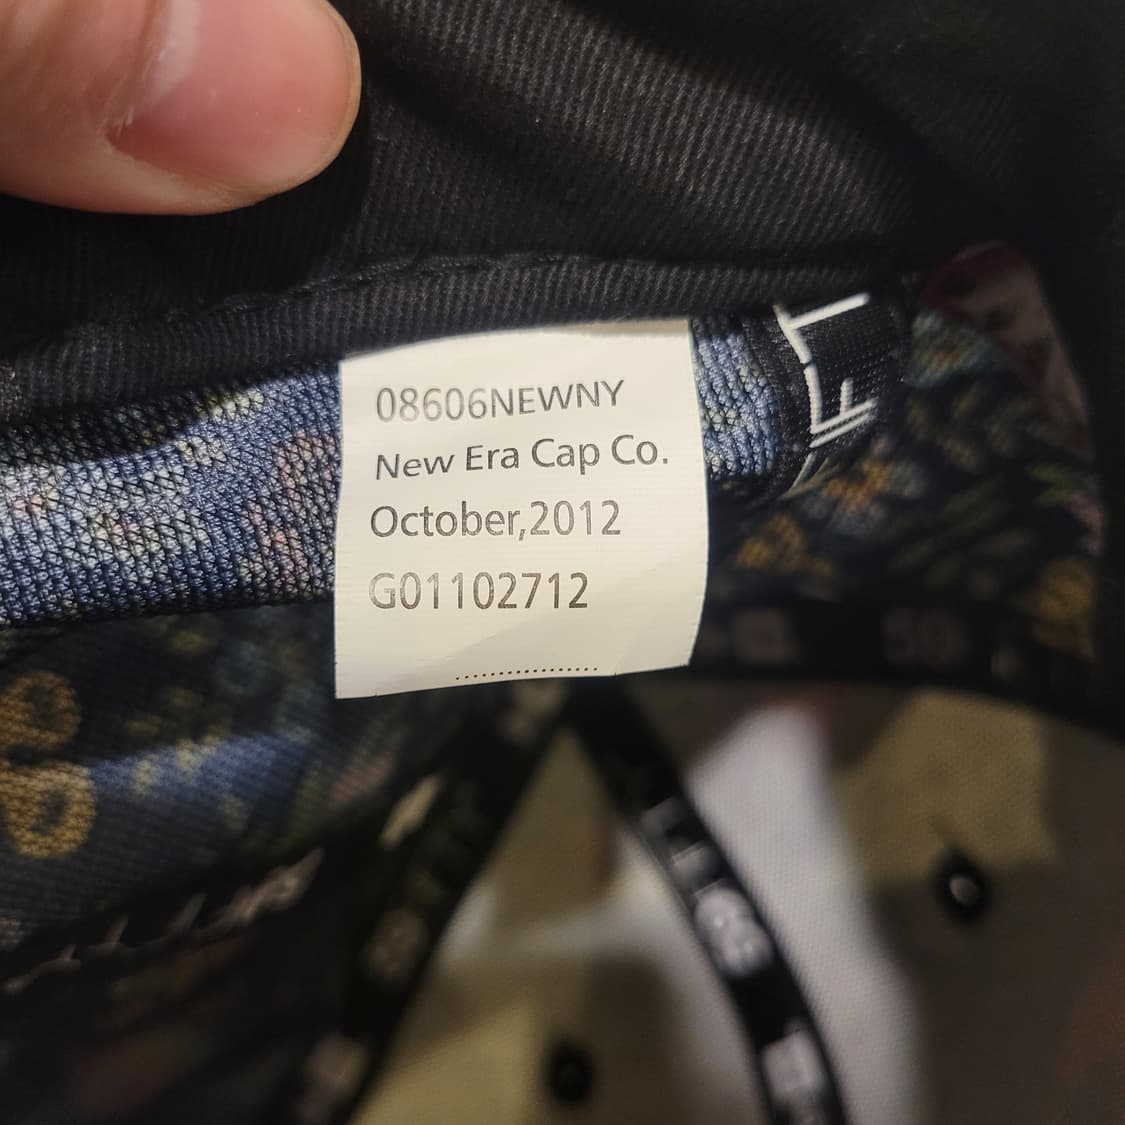 08606NEWNY
New Era Cap Co.
October,2012
G01102712